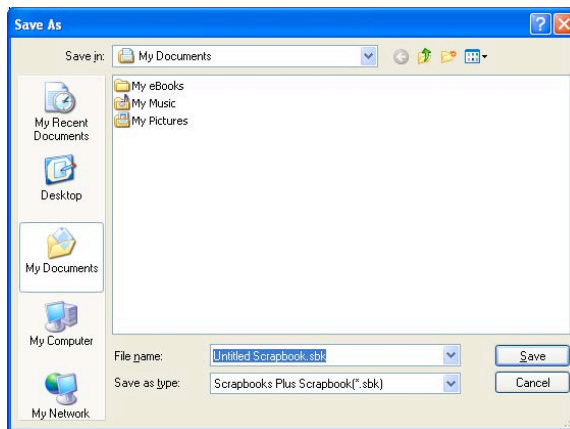 Save As
Save in: My Documents
My Recent
Documents
Desktop
My Documents
My Computer
My Network
My eBooks
My Music
My Pictures
File name: Untitled Scrapbook.sbk Save
Save as type: Scrapbooks Plus Scrapbook(*.sbk) Cancel